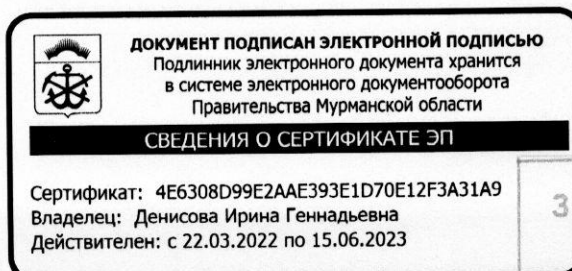 ДОКУМЕНТ ПОДПИСАН ЭЛЕКТРОННОЙ ПОДПИСЬЮ
Подлинник электронного документа хранится
в системе электронного документооборота
Правительства Мурманской области
СВЕДЕНИЯ О СЕРТИФИКАТЕ ЭП
Сертификат: 4E6308D99E2AAE393E1D70E12F3A31A9
Владелец: Денисова Ирина Геннадьевна
Действителен: с 22.03.2022 по 15.06.2023
3